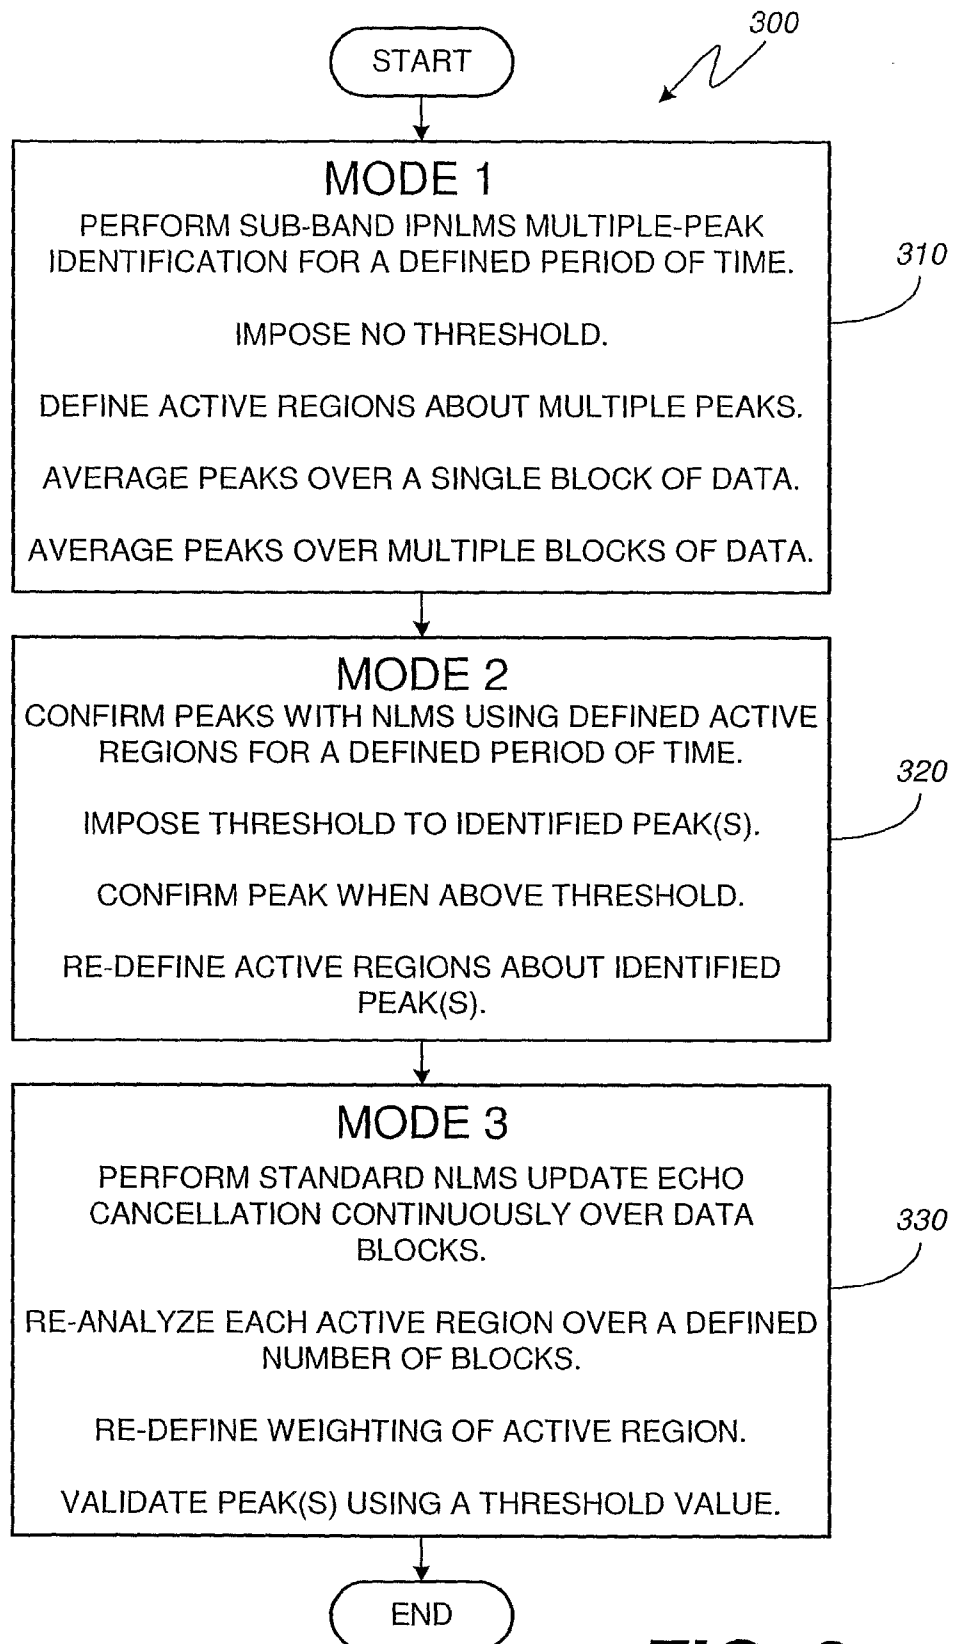 300
START
MODE 1
PERFORM SUB-BAND IPNLMS MULTIPLE-PEAK
IDENTIFICATION FOR A DEFINED PERIOD OF TIME.
310
IMPOSE NO THRESHOLD.
DEFINE ACTIVE REGIONS ABOUT MULTIPLE PEAKS.
AVERAGE PEAKS OVER A SINGLE BLOCK OF DATA.
AVERAGE PEAKS OVER MULTIPLE BLOCKS OF DATA.
MODE 2
CONFIRM PEAKS WITH NLMS USING DEFINED ACTIVE
REGIONS FOR A DEFINED PERIOD OF TIME.
320
IMPOSE THRESHOLD TO IDENTIFIED PEAK(S).
CONFIRM PEAK WHEN ABOVE THRESHOLD.
RE-DEFINE ACTIVE REGIONS ABOUT IDENTIFIED
PEAK(S).
MODE 3
PERFORM STANDARD NLMS UPDATE ECHO
CANCELLATION CONTINUOUSLY OVER DATA
BLOCKS.
330
RE-ANALYZE EACH ACTIVE REGION OVER A DEFINED
NUMBER OF BLOCKS.
RE-DEFINE WEIGHTING OF ACTIVE REGION.
VALIDATE PEAK(S) USING A THRESHOLD VALUE.
END